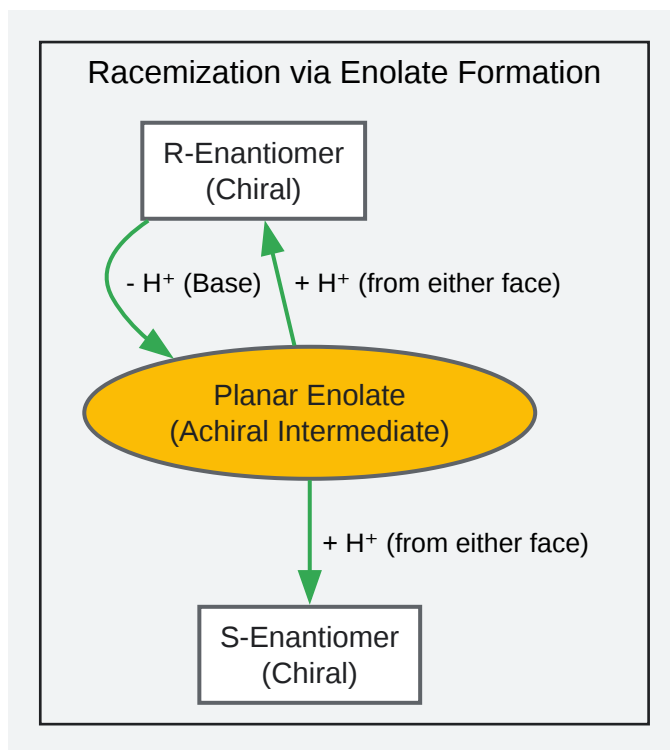 Racemization via Enolate Formation
R-Enantiomer
(Chiral)
- H⁺ (Base)
+ H⁺ (from either face)
Planar Enolate
(Achiral Intermediate)
+ H⁺ (from either face)
S-Enantiomer
(Chiral)